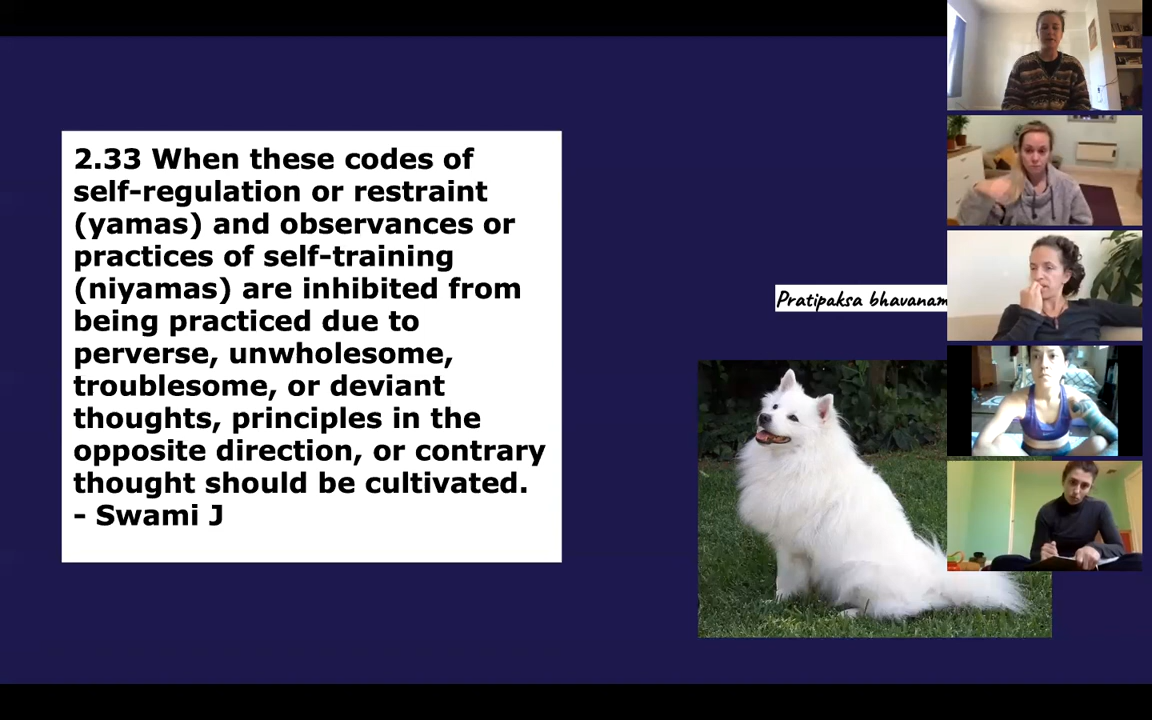 2.33 When these codes of
self-regulation or restraint
(yamas) and observances or
practices of self-training
(niyamas) are inhibited from
being practiced due to
perverse, unwholesome,
troublesome, or deviant
thoughts, principles in the
opposite direction, or contrary
thought should be cultivated.
- Swami J
Pratipaksa bhavanam